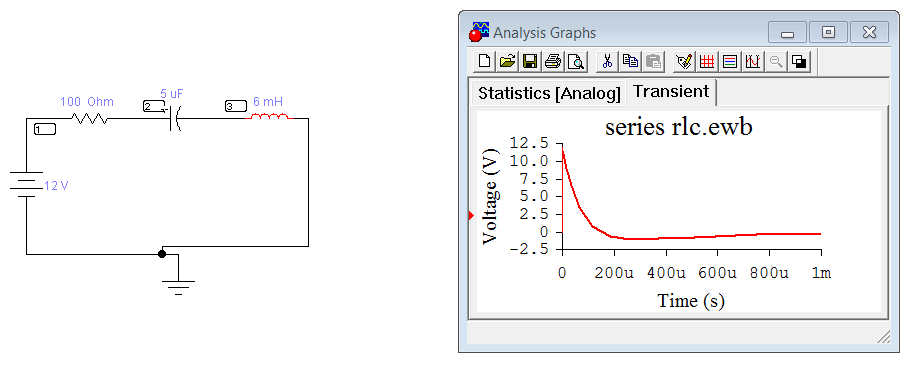 100 Ohm
5 uF
6 mH
1
2
3
12 V
Analysis Graphs
Statistics [Analog]
Transient
series rlc.ewb
Voltage (V)
12.5
10.0
7.5
5.0
2.5
0
-2.5
0 200u 400u 600u 800u 1m
Time (s)